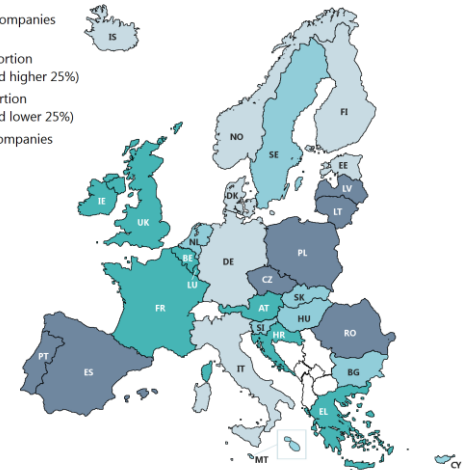 ompanies
IS
ortion
d higher 25%)
rtion
d lower 25%)
ompanies
FI
NO
SE
EE
LV
DK
LT
IE
UK
NL
PL
BE
DE
LU
CZ
SK
FR
AT
HU
SI
HR
RO
PT
BG
ES
IT
EL
MT
CY